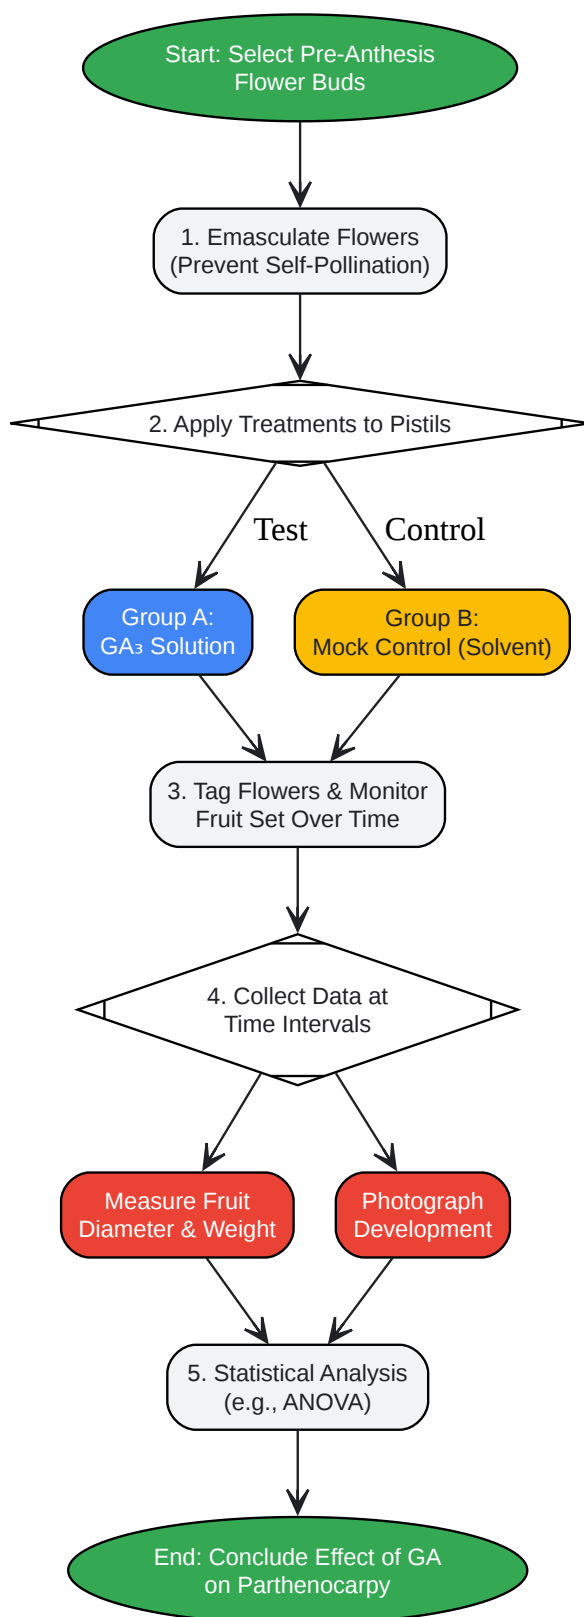 Start: Select Pre-Anthesis
Flower Buds
1. Emasculate Flowers
(Prevent Self-Pollination)
2. Apply Treatments to Pistils
Test
Control
Group A:
GA₃ Solution
Group B:
Mock Control (Solvent)
3. Tag Flowers & Monitor
Fruit Set Over Time
4. Collect Data at
Time Intervals
Measure Fruit
Diameter & Weight
Photograph
Development
5. Statistical Analysis
(e.g., ANOVA)
End: Conclude Effect of GA
on Parthenocarpy